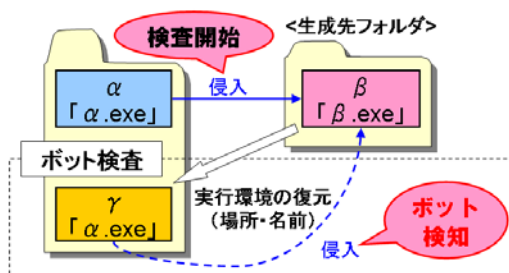 検査開始
<生成先フォルダ>
α
「α.exe」
侵入
β
「β.exe」
ボット検査
γ
「α.exe」
実行環境の復元
(場所・名前)
侵入
ボット
検知